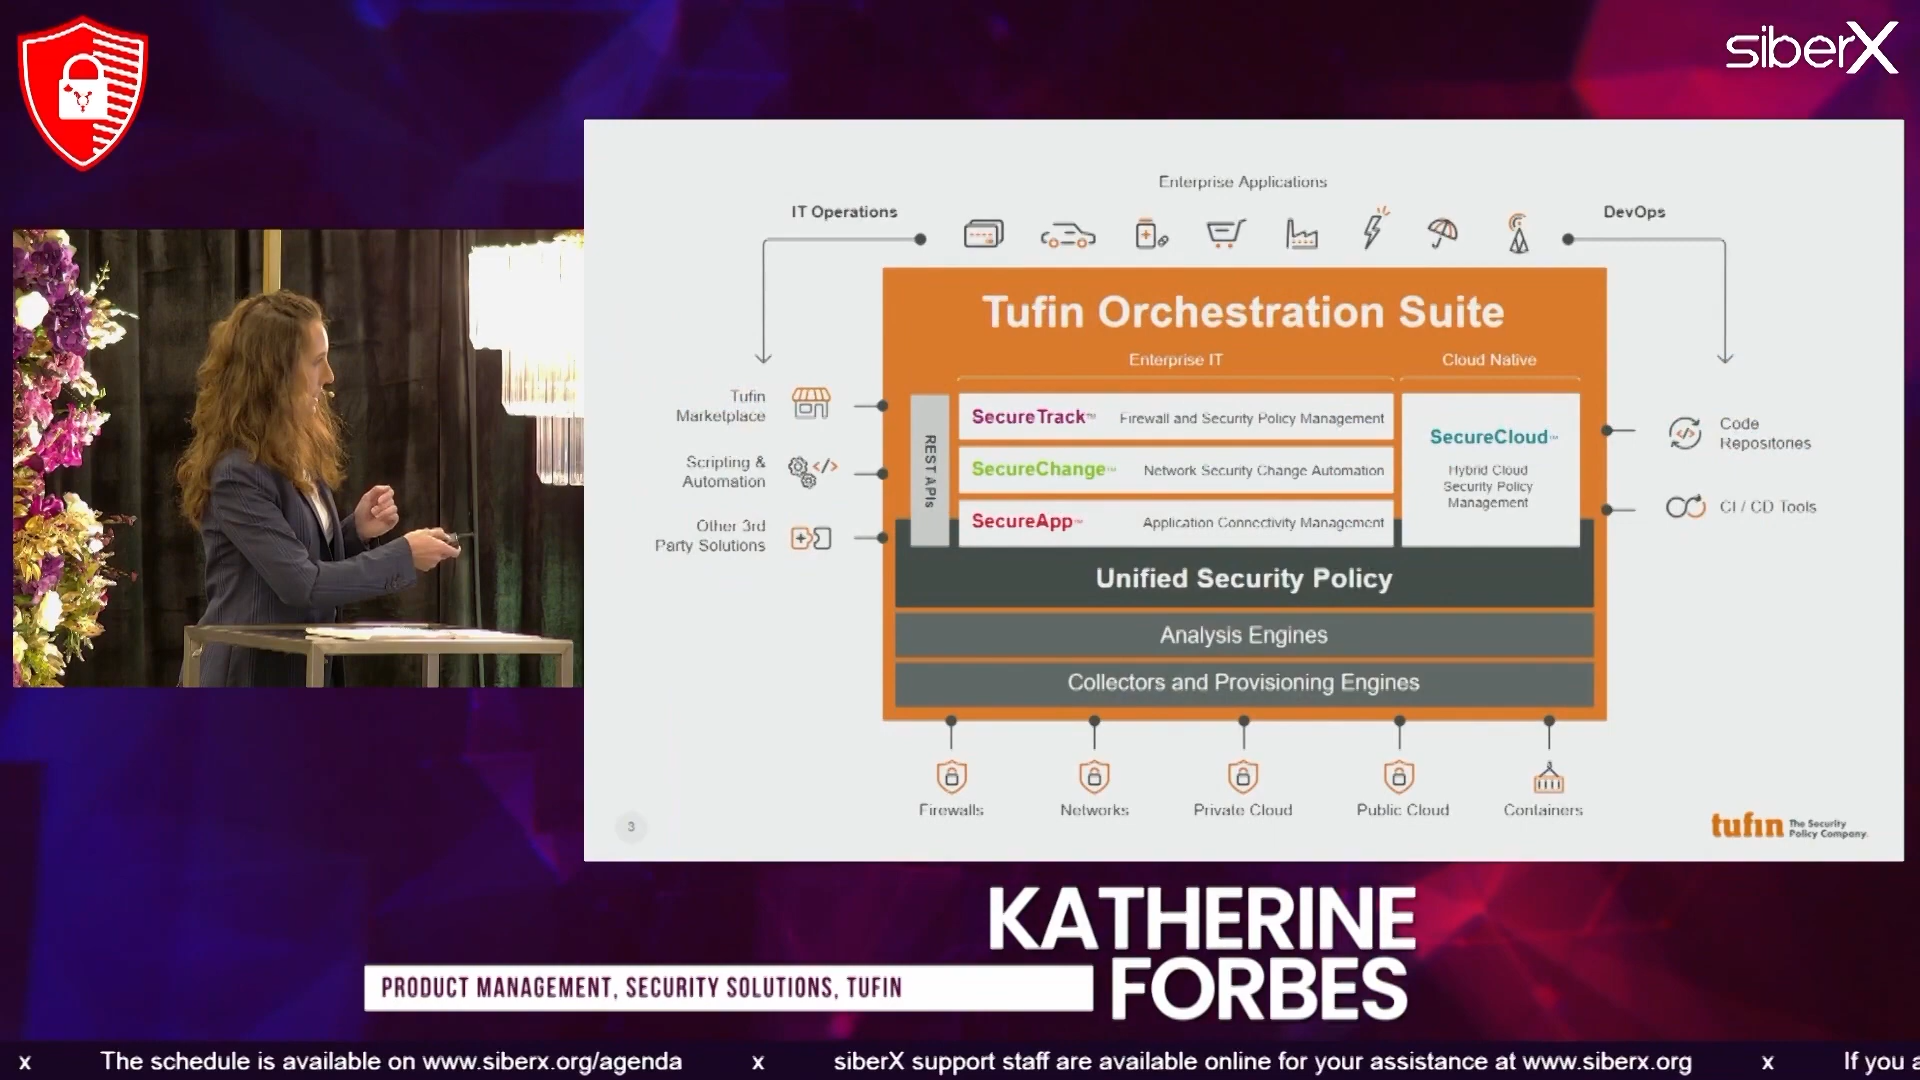 siberX
Enterprise Applications
IT Operations
DevOps
Tufin Orchestration Suite
Enterprise IT
Cloud Native
Tufin
Marketplace
Scripting &
Automation
Other 3rd
Party Solutions
REST APIs
SecureTrack™ Firewall and Security Policy Management
SecureChange™ Network Security Change Automation
SecureApp™ Application Connectivity Management
SecureCloud™
Hybrid Cloud
Security Policy
Management
Code
Repositories
CI / CD Tools
Unified Security Policy
Analysis Engines
Collectors and Provisioning Engines
Firewalls
Networks
Private Cloud
Public Cloud
Containers
3
tufin The Security
Policy Company.
KATHERINE
FORBES
PRODUCT MANAGEMENT, SECURITY SOLUTIONS, TUFIN
x The schedule is available on www.siberx.org/agenda x siberX support staff are available online for your assistance at www.siberx.org x If you a